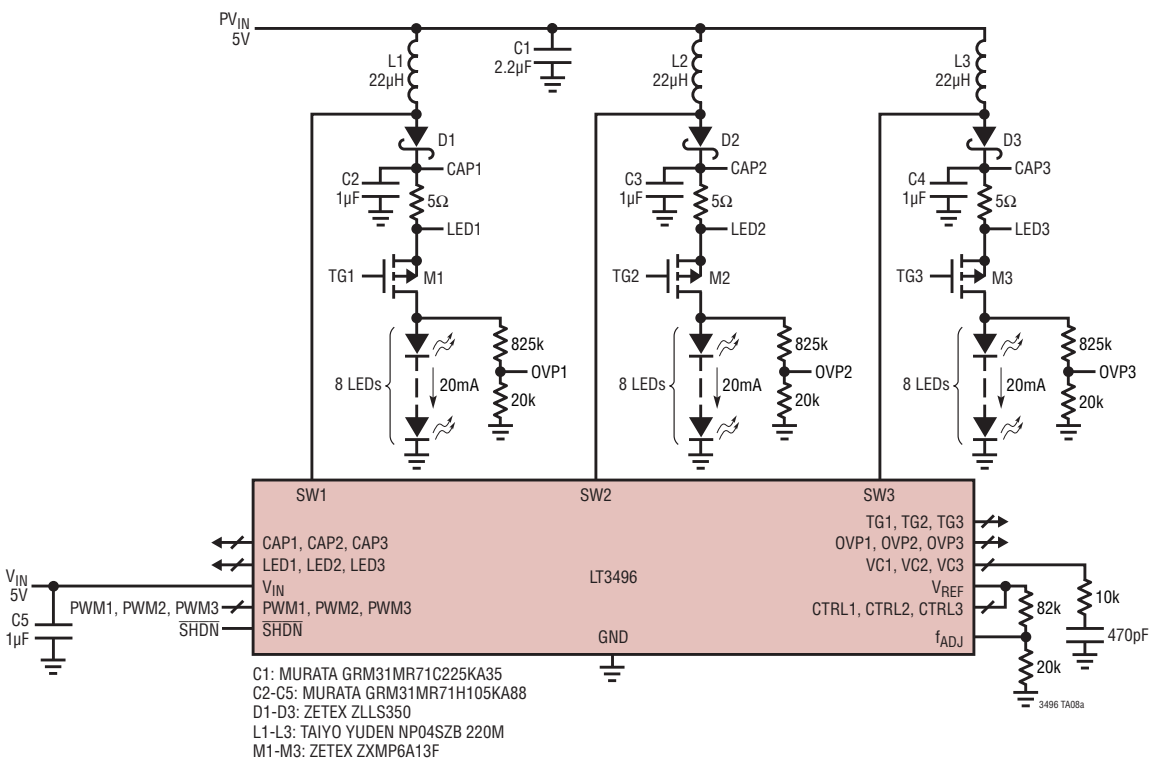 PVIN
5V
C1
2.2µF
L1
22µH
L2
22µH
L3
22µH
D1
D2
D3
CAP1
CAP2
CAP3
C2
1µF
C3
1µF
C4
1µF
5Ω
5Ω
5Ω
LED1
LED2
LED3
TG1
M1
TG2
M2
TG3
M3
825k
825k
825k
8 LEDs
20mA
OVP1
8 LEDs
20mA
OVP2
8 LEDs
20mA
OVP3
20k
20k
20k
SW1
SW2
SW3
TG1, TG2, TG3
CAP1, CAP2, CAP3
OVP1, OVP2, OVP3
LED1, LED2, LED3
LT3496
VC1, VC2, VC3
VIN
5V
VIN
VREF
C5
1µF
PWM1, PWM2, PWM3
PWM1, PWM2, PWM3
CTRL1, CTRL2, CTRL3
82k
10k
SHDN
SHDN
GND
fADJ
470pF
20k
C1: MURATA GRM31MR71C225KA35
C2-C5: MURATA GRM31MR71H105KA88
D1-D3: ZETEX ZLLS350
L1-L3: TAIYO YUDEN NP04SZB 220M
M1-M3: ZETEX ZXMP6A13F
3496 TA08a